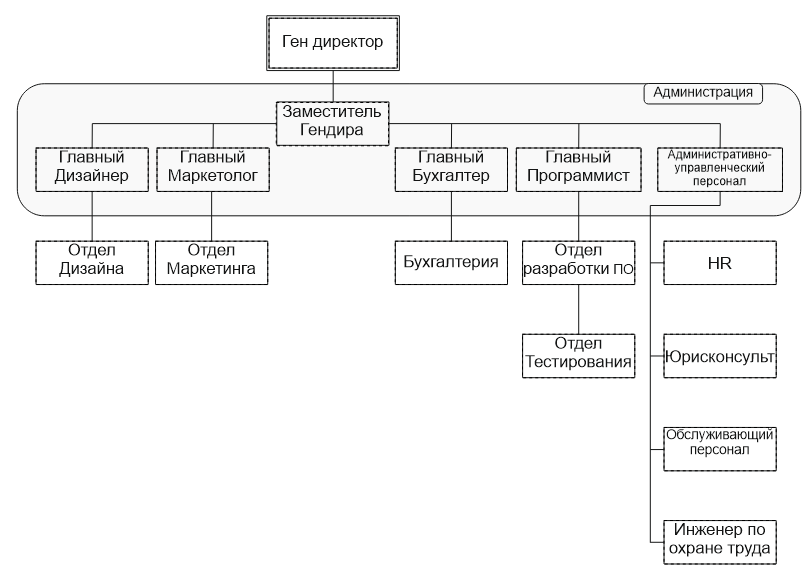 Ген директор
Администрация
Заместитель
Гендира
Главный
Дизайнер
Главный
Маркетолог
Главный
Бухгалтер
Главный
Программист
Административно-
управленческий
персонал
Отдел
Дизайна
Отдел
Маркетинга
Бухгалтерия
Отдел
разработки ПО
HR
Отдел
Тестирования
Юрисконсульт
Обслуживающий
персонал
Инженер по
охране труда